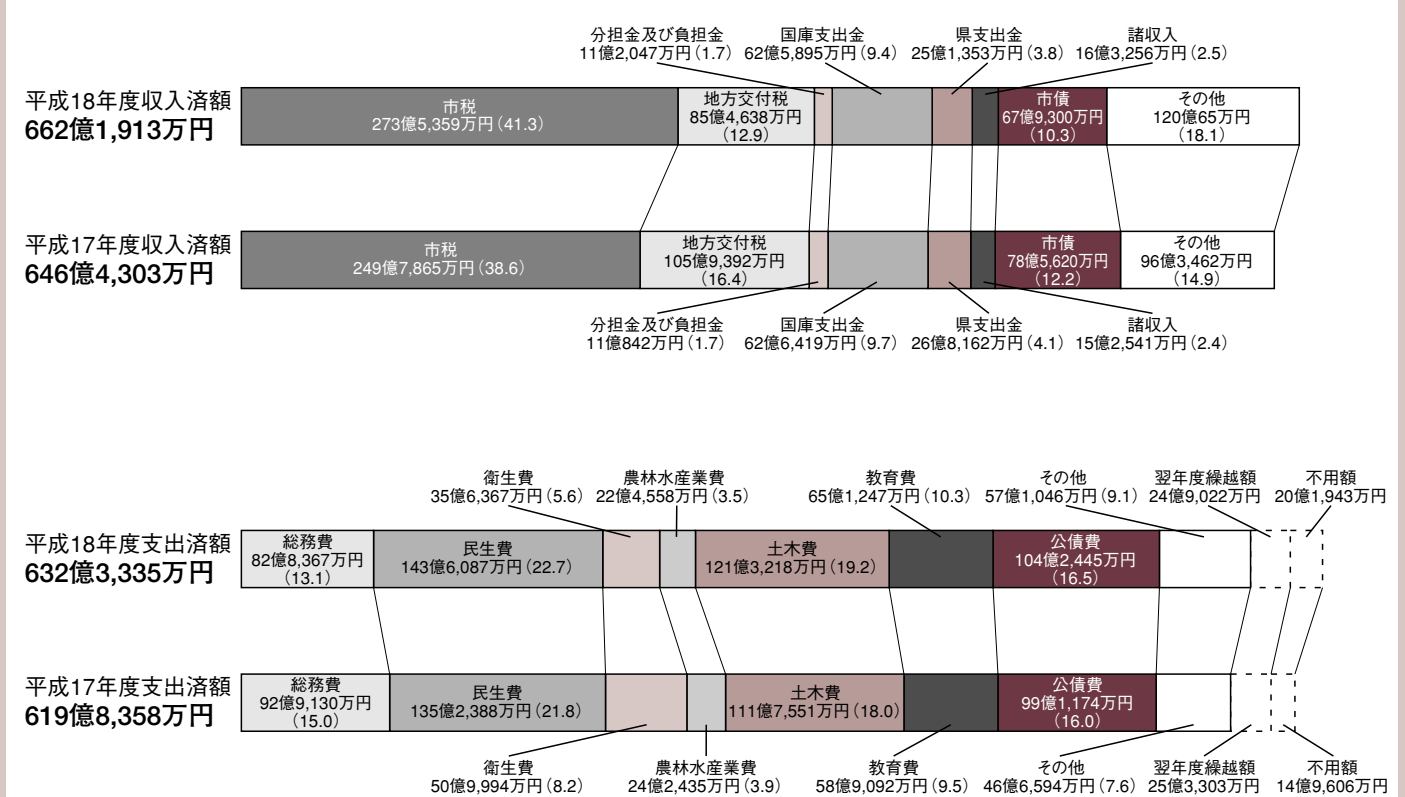 分担金及び負担金
11億2,047万円(1.7)
国庫支出金
62億5,895万円(9.4)
県支出金
25億1,353万円(3.8)
諸収入
16億3,256万円(2.5)
平成18年度収入済額
662億1,913万円
市税
273億5,359万円(41.3)
地方交付税
85億4,638万円
(12.9)
市債
67億9,300万円
(10.3)
その他
120億65万円
(18.1)
平成17年度収入済額
646億4,303万円
市税
249億7,865万円(38.6)
地方交付税
105億9,392万円
(16.4)
市債
78億5,620万円
(12.2)
その他
96億3,462万円
(14.9)
分担金及び負担金
11億842万円(1.7)
国庫支出金
62億6,419万円(9.7)
県支出金
26億8,162万円(4.1)
諸収入
15億2,541万円(2.4)
衛生費
35億6,367万円(5.6)
農林水産業費
22億4,558万円(3.5)
教育費
65億1,247万円(10.3)
その他
57億1,046万円(9.1)
翌年度繰越額
24億9,022万円
不用額
20億1,943万円
平成18年度支出済額
632億3,335万円
総務費
82億8,367万円
(13.1)
民生費
143億6,087万円(22.7)
土木費
121億3,218万円(19.2)
公債費
104億2,445万円
(16.5)
平成17年度支出済額
619億8,358万円
総務費
92億9,130万円
(15.0)
民生費
135億2,388万円(21.8)
土木費
111億7,551万円(18.0)
公債費
99億1,174万円
(16.0)
衛生費
50億9,994万円(8.2)
農林水産業費
24億2,435万円(3.9)
教育費
58億9,092万円(9.5)
その他
46億6,594万円(7.6)
翌年度繰越額
25億3,303万円
不用額
14億9,606万円